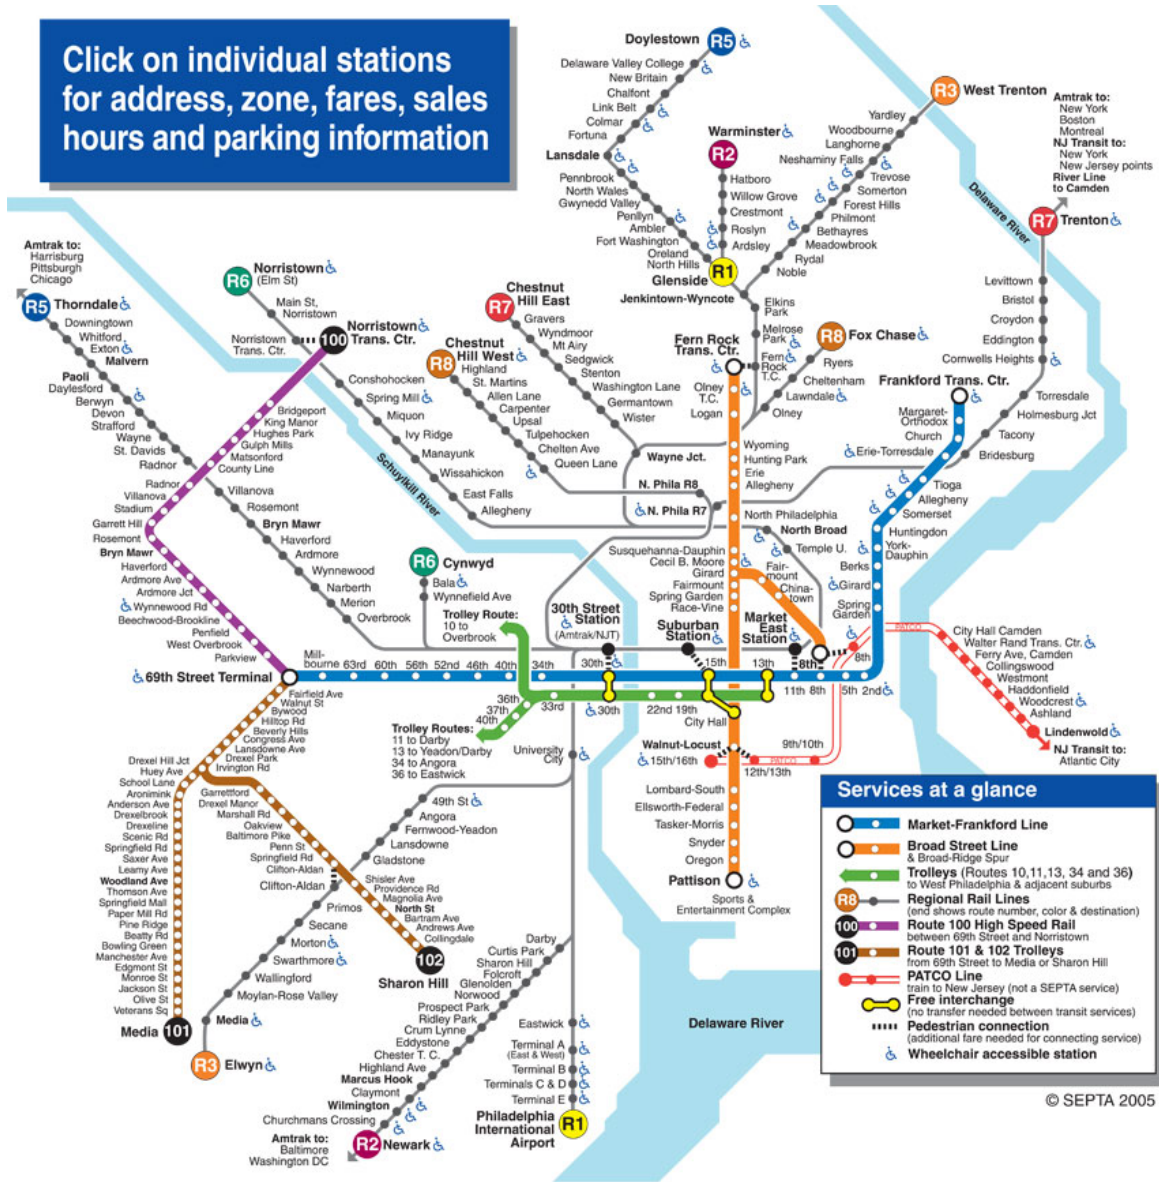 Click on individual stations
for address, zone, fares, sales
hours and parking information
Doylestown
R5
Delaware Valley College
New Britain
Chalfont
Link Belt
Colmar
Fortuna
Lansdale
Pennbrook
North Wales
Gwynedd Valley
Penllyn
Ambler
Fort Washington
Oreland
North Hills
Glenside
R1
Jenkintown-Wyncote
Warminster
R2
Hatboro
Willow Grove
Crestmont
Roslyn
Ardsley
R3
West Trenton
Yardley
Woodbourne
Langhorne
Neshaminy Falls
Trevose
Somerton
Forest Hills
Philmont
Bethayres
Meadowbrook
Rydal
Noble
Amtrak to:
New York
Boston
Montreal
NJ Transit to:
New York
New Jersey points
River Line
to Camden
Delaware River
R7
Trenton
Levittown
Bristol
Croydon
Eddington
Cornwells Heights
Torresdale
Holmesburg Jct
Tacony
Bridesburg
Amtrak to:
Harrisburg
Pittsburgh
Chicago
R5
Thorndale
Downingtown
Whitford
Exton
Malvern
Paoli
Daylesford
Berwyn
Devon
Strafford
Wayne
St. Davids
Radnor
Villanova
Rosemont
Bryn Mawr
Haverford
Ardmore
Wynnewood
Narberth
Merion
Overbrook
R6
Norristown
(Elm St)
Main St,
Norristown
Norristown
Trans. Ctr.
100
Norristown
Trans. Ctr.
Conshohocken
Spring Mill
Miquon
Ivy Ridge
Manayunk
Wissahickon
East Falls
Allegheny
Schuylkill River
Bridgeport
King Manor
Hughes Park
Gulph Mills
Matsonford
County Line
Radnor
Villanova
Stadium
Garrett Hill
Rosemont
Bryn Mawr
Haverford
Ardmore Ave
Ardmore Jct
Wynnewood Rd
Beechwood-Brookline
Penfield
West Overbrook
Parkview
69th Street Terminal
R7
Chestnut
Hill East
Gravers
Wyndmoor
Mt Airy
Sedgwick
Stenton
Washington Lane
Germantown
Wister
Wayne Jct.
R8
Chestnut
Hill West
Highland
St. Martins
Allen Lane
Carpenter
Upsal
Tulpehocken
Chelten Ave
Queen Lane
N. Phila R8
N. Phila R7
Elkins
Park
Melrose
Park
Fern
Rock
T.C.
Fern Rock
Trans. Ctr.
R8
Fox Chase
Ryers
Cheltenham
Lawndale
Olney
Olney
T.C.
Logan
Wyoming
Hunting Park
Erie
Allegheny
North Philadelphia
North Broad
Temple U.
Susquehanna-Dauphin
Cecil B. Moore
Girard
Fairmount
Spring Garden
Race-Vine
Fair-
mount
China-
town
Frankford Trans. Ctr.
Margaret-
Orthodox
Church
Erie-Torresdale
Tioga
Allegheny
Somerset
Huntingdon
York-
Dauphin
Berks
Girard
Spring
Garden
R6
Cynwyd
Bala
Wynnefield Ave
Trolley Route:
10 to
Overbrook
30th Street
Station
(Amtrak/NJT)
Suburban
Station
Market
East
Station
8th
8th
PATCO
City Hall Camden
Walter Rand Trans. Ctr.
Ferry Ave, Camden
Collingswood
Westmont
Haddonfield
Woodcrest
Ashland
Lindenwold
NJ Transit to:
Atlantic City
Mill-
bourne
63rd
60th
56th
52nd
46th
40th
34th
30th
15th
13th
11th
8th
5th
2nd
36th
37th
40th
33rd
30th
22nd
19th
City Hall
Trolley Routes:
11 to Darby
13 to Yeadon/Darby
34 to Angora
36 to Eastwick
University
City
Walnut-Locust
15th/16th
PATCO
12th/13th
9th/10th
Lombard-South
Ellsworth-Federal
Tasker-Morris
Snyder
Oregon
Pattison
Sports &
Entertainment Complex
Fairfield Ave
Walnut St
Bywood
Hilltop Rd
Beverly Hills
Congress Ave
Lansdowne Ave
Drexel Park
Irvington Rd
Drexel Hill Jct
Huey Ave
School Lane
Aronimink
Anderson Ave
Drexelbrook
Drexeline
Scenic Rd
Springfield Rd
Saxer Ave
Leamy Ave
Woodland Ave
Thomson Ave
Springfield Mall
Paper Mill Rd
Pine Ridge
Beatty Rd
Bowling Green
Manchester Ave
Edgmont St
Monroe St
Jackson St
Olive St
Veterans Sq
Media
101
Garrettford
Drexel Manor
Marshall Rd
Oakview
Baltimore Pike
Penn St
Springfield Rd
Clifton-Aldan
Shisler Ave
Providence Rd
Magnolia Ave
North St
Bartram Ave
Andrews Ave
Collingdale
102
Sharon Hill
49th St
Angora
Fernwood-Yeadon
Lansdowne
Gladstone
Clifton-Aldan
Primos
Secane
Morton
Swarthmore
Wallingford
Moylan-Rose Valley
Media
R3
Elwyn
Darby
Curtis Park
Sharon Hill
Folcroft
Glenolden
Norwood
Prospect Park
Ridley Park
Crum Lynne
Eddystone
Chester T. C.
Highland Ave
Marcus Hook
Claymont
Wilmington
Churchmans Crossing
R2
Newark
Amtrak to:
Baltimore
Washington DC
Eastwick
Terminal A
(East & West)
Terminal B
Terminals C & D
Terminal E
Philadelphia
International
Airport
R1
Delaware River
Services at a glance
Market-Frankford Line
Broad Street Line
& Broad-Ridge Spur
Trolleys (Routes 10,11,13, 34 and 36)
to West Philadelphia & adjacent suburbs
R8
Regional Rail Lines
(end shows route number, color & destination)
100
Route 100 High Speed Rail
between 69th Street and Norristown
101
Route 101 & 102 Trolleys
from 69th Street to Media or Sharon Hill
PATCO Line
train to New Jersey (not a SEPTA service)
Free interchange
(no transfer needed between transit services)
Pedestrian connection
(additional fare needed for connecting service)
Wheelchair accessible station
© SEPTA 2005